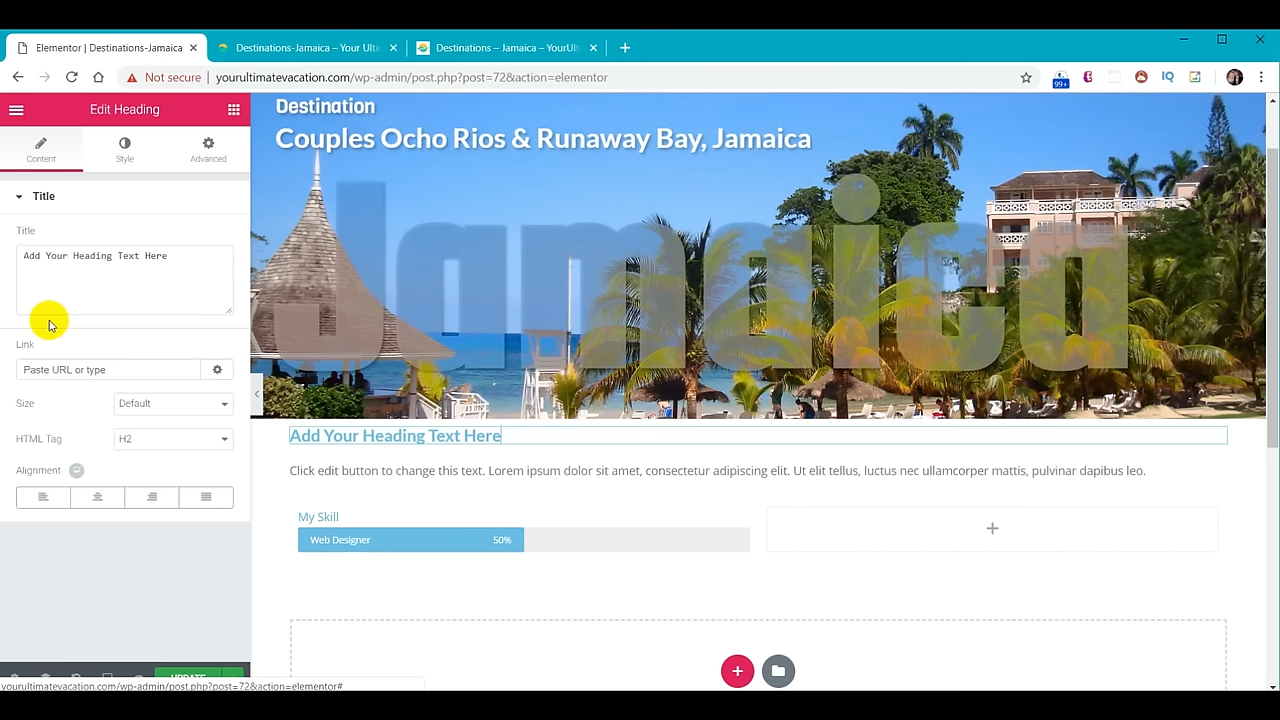 Elementor | Destinations-Jamaica
Destinations-Jamaica – Your Ulti
Destinations – Jamaica – YourUlt
Not secure
yourultimatevacation.com/wp-admin/post.php?post=72&action=elementor
99+
IQ
Edit Heading
Content
Style
Advanced
Title
Title
Add Your Heading Text Here
Link
Paste URL or type
Size
Default
HTML Tag
H2
Alignment
UPDATE
yourultimatevacation.com/wp-admin/post.php?post=72&action=elementor#
Destination
Couples Ocho Rios & Runaway Bay, Jamaica
Jamaica
Add Your Heading Text Here
Click edit button to change this text. Lorem ipsum dolor sit amet, consectetur adipiscing elit. Ut elit tellus, luctus nec ullamcorper mattis, pulvinar dapibus leo.
My Skill
Web Designer
50%